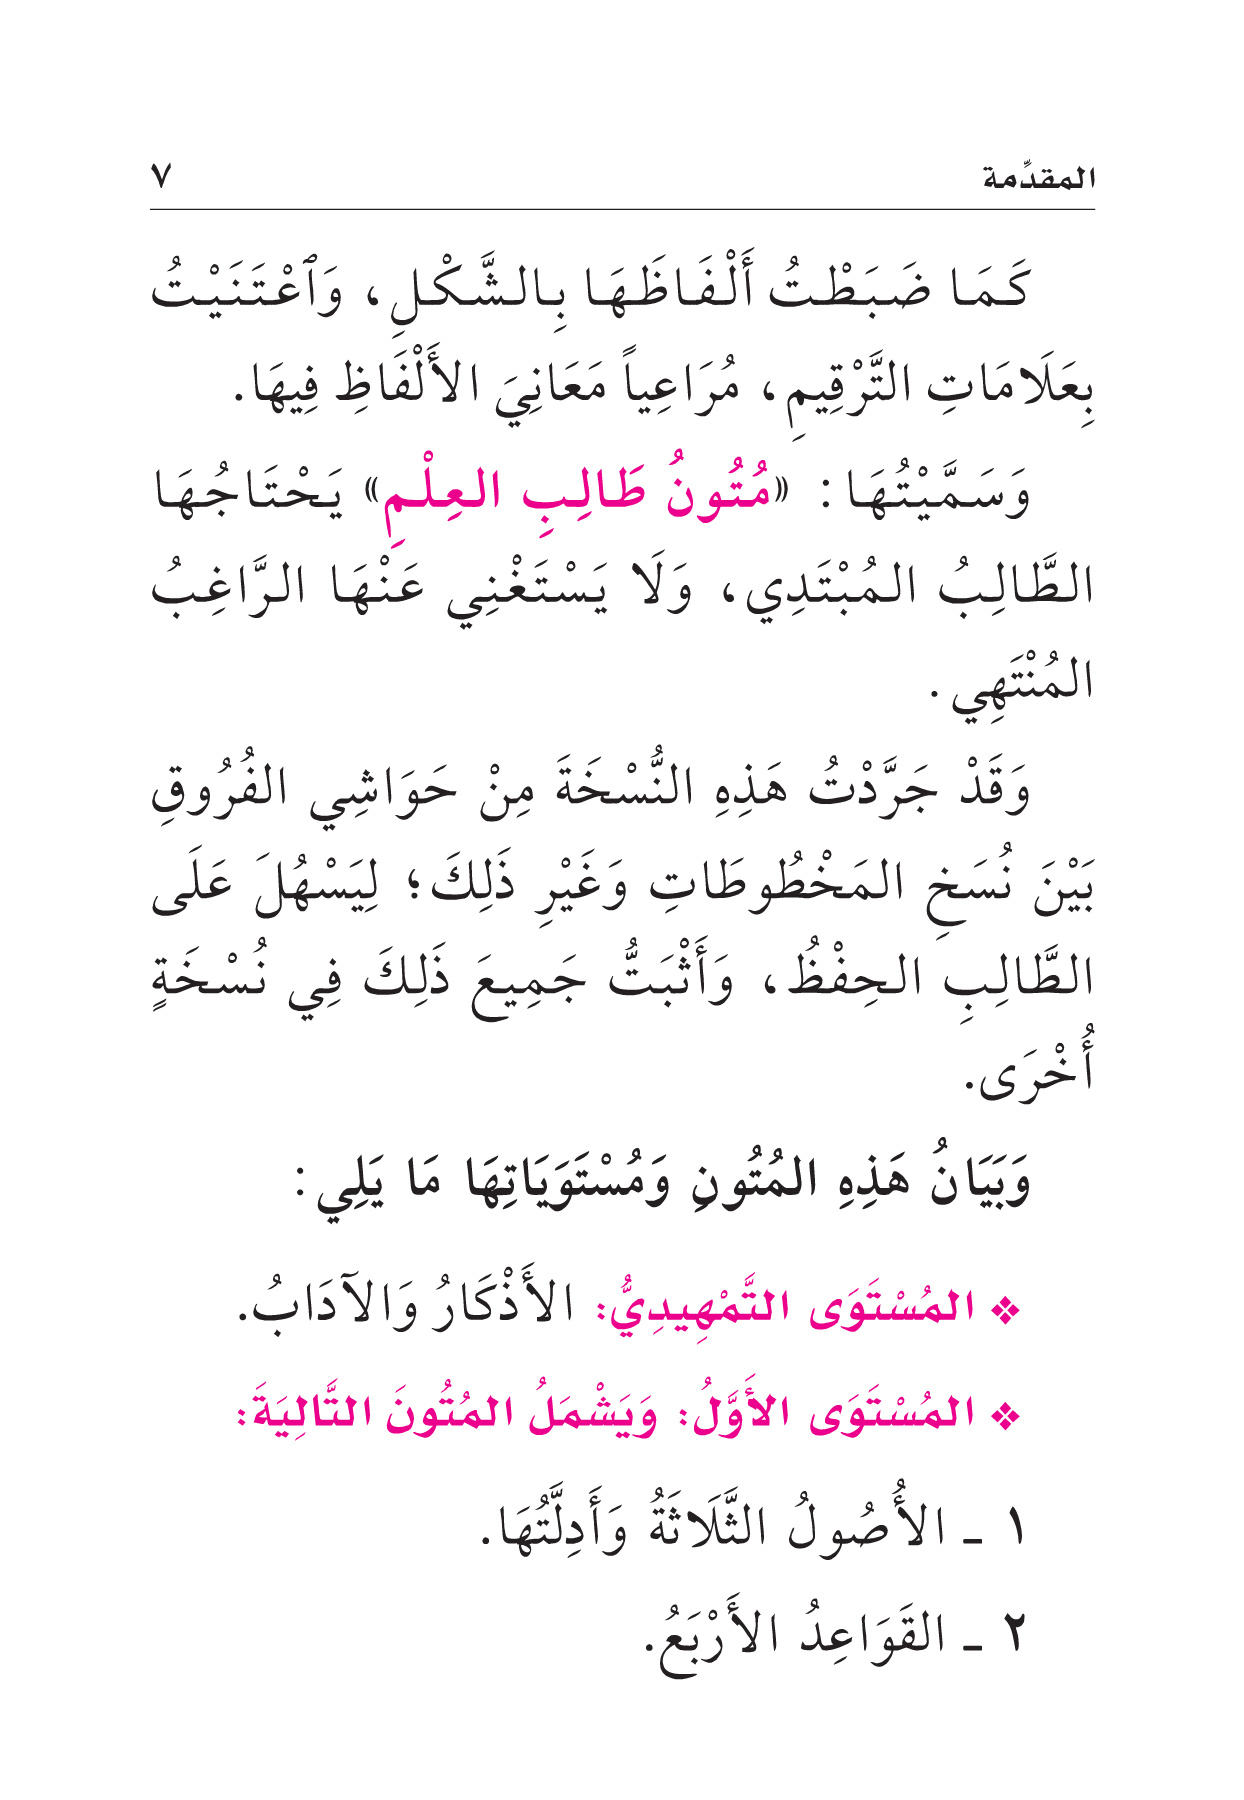 المقدِّمة ٧
كَمَا ضَبَطْتُ أَلْفَاظَهَا بِالشَّكْلِ، وَٱعْتَنَيْتُ
بِعَلَامَاتِ التَّرْقِيمِ، مُرَاعِياً مَعَانِيَ الأَلْفَاظِ فِيهَا.
وَسَمَّيْتُهَا: «مُتُونُ طَالِبِ العِلْمِ» يَحْتَاجُهَا
الطَّالِبُ المُبْتَدِي، وَلَا يَسْتَغْنِي عَنْهَا الرَّاغِبُ
المُنْتَهِي.
وَقَدْ جَرَّدْتُ هَذِهِ النُّسْخَةَ مِنْ حَوَاشِي الفُرُوقِ
بَيْنَ نُسَخِ المَخْطُوطَاتِ وَغَيْرِ ذَلِكَ؛ لِيَسْهُلَ عَلَى
الطَّالِبِ الحِفْظُ، وَأَثْبَتُّ جَمِيعَ ذَلِكَ فِي نُسْخَةٍ
أُخْرَى.
وَبَيَانُ هَذِهِ المُتُونِ وَمُسْتَوَيَاتِهَا مَا يَلِي:
❖ المُسْتَوَى التَّمْهِيدِيُّ: الأَذْكَارُ وَالآدَابُ.
❖ المُسْتَوَى الأَوَّلُ: وَيَشْمَلُ المُتُونَ التَّالِيَةَ:
١ ـ الأُصُولُ الثَّلَاثَةُ وَأَدِلَّتُهَا.
٢ ـ القَوَاعِدُ الأَرْبَعُ.